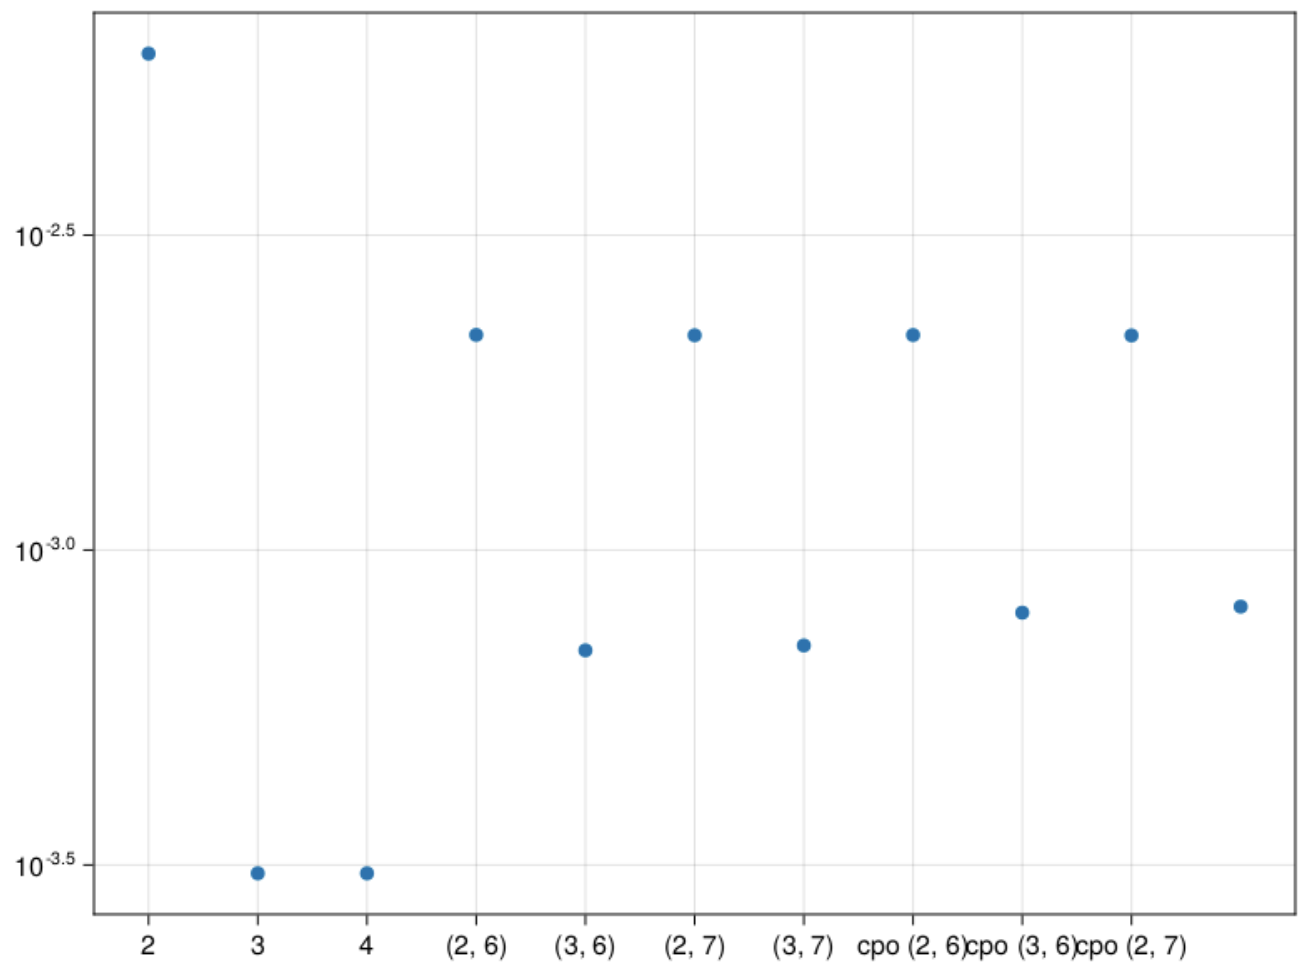 10^-2.5
10^-3.0
10^-3.5
2 3 4 (2, 6) (3, 6) (2, 7) (3, 7) cpo (2, 6) cpo (3, 6) cpo (2, 7)